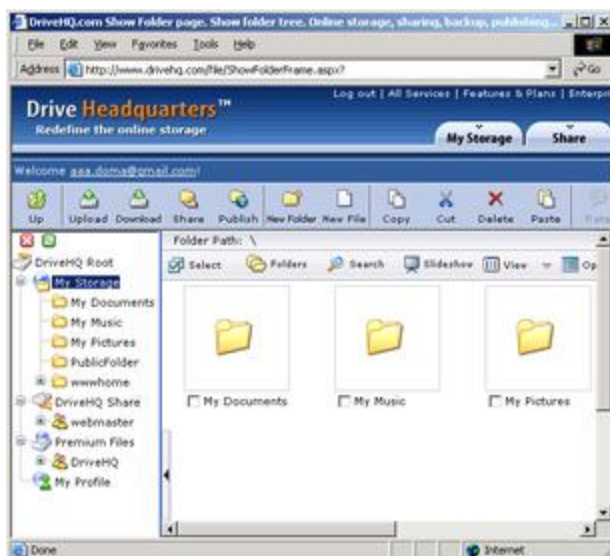 DriveHQ.com Show Folder page. Show folder tree. Online storage, sharing, backup, publishing...
File Edit View Favorites Tools Help
Address http://www.drivehq.com/file/ShowFolderFrame.aspx? Go
Log out | All Services | Features & Plans | Enterpr
Drive Headquarters™
Redefine the online storage
My Storage Share
Welcome aaa.doma@gmail.com!
Up Upload Download Share Publish New Folder New File Copy Cut Delete Paste
Folder Path: \
Select Folders Search Slideshow View Op
DriveHQ Root
My Storage
My Documents
My Music
My Pictures
PublicFolder
wwwhome
DriveHQ Share
webmaster
Premium Files
DriveHQ
My Profile
My Documents My Music My Pictures
Done Internet